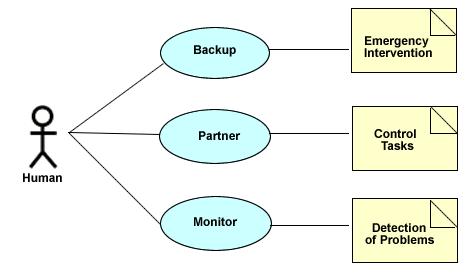 Backup
Emergency
Intervention
Human
Partner
Control
Tasks
Monitor
Detection
of Problems